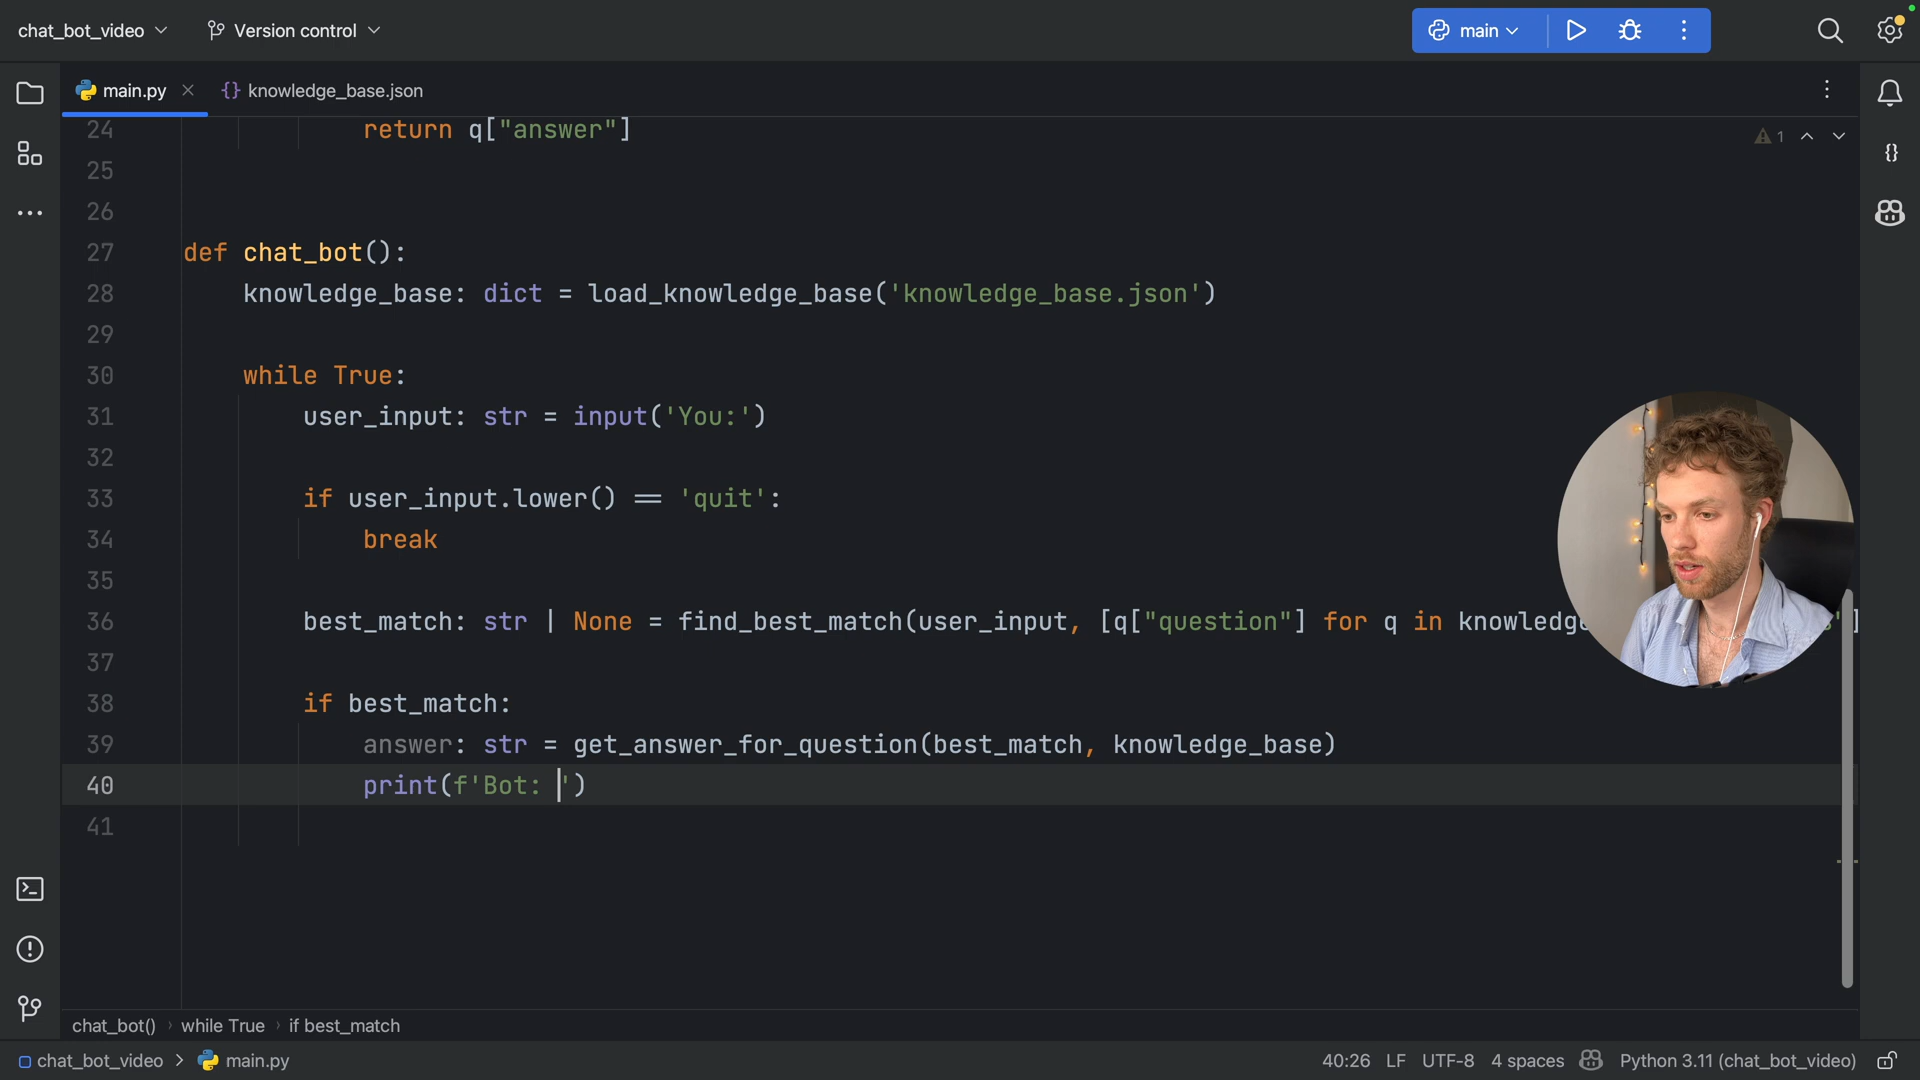 chat_bot_video Version control main
main.py knowledge_base.json
24 return q["answer"] 1
25
26
27 def chat_bot():
28 knowledge_base: dict = load_knowledge_base('knowledge_base.json')
29
30 while True:
31 user_input: str = input('You:')
32
33 if user_input.lower() == 'quit':
34 break
35
36 best_match: str | None = find_best_match(user_input, [q["question"] for q in knowledg
37
38 if best_match:
39 answer: str = get_answer_for_question(best_match, knowledge_base)
40 print(f'Bot: ')
41
chat_bot() › while True › if best_match
chat_bot_video > main.py 40:26 LF UTF-8 4 spaces Python 3.11 (chat_bot_video)